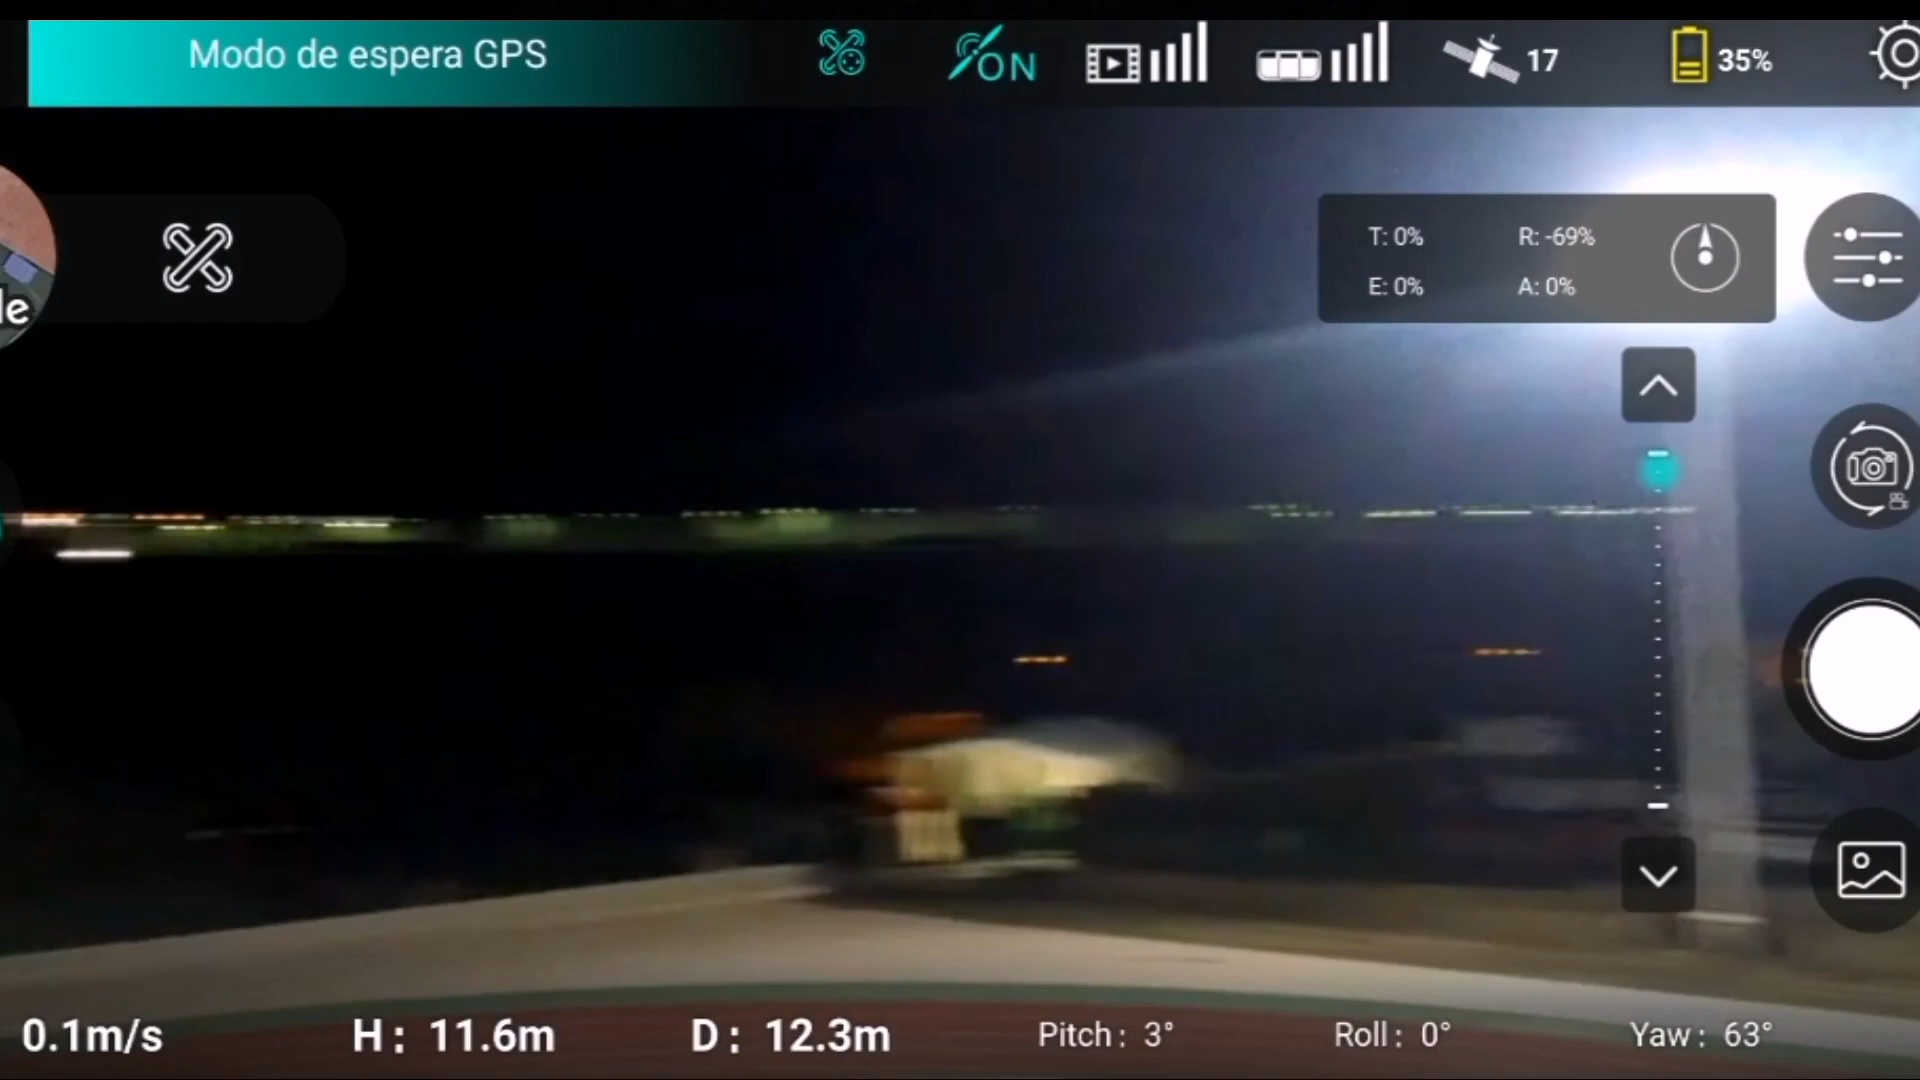 Modo de espera GPS
ON
17
35%
le
T: 0%
R: -69%
E: 0%
A: 0%
0.1m/s
H: 11.6m
D: 12.3m
Pitch: 3°
Roll: 0°
Yaw: 63°